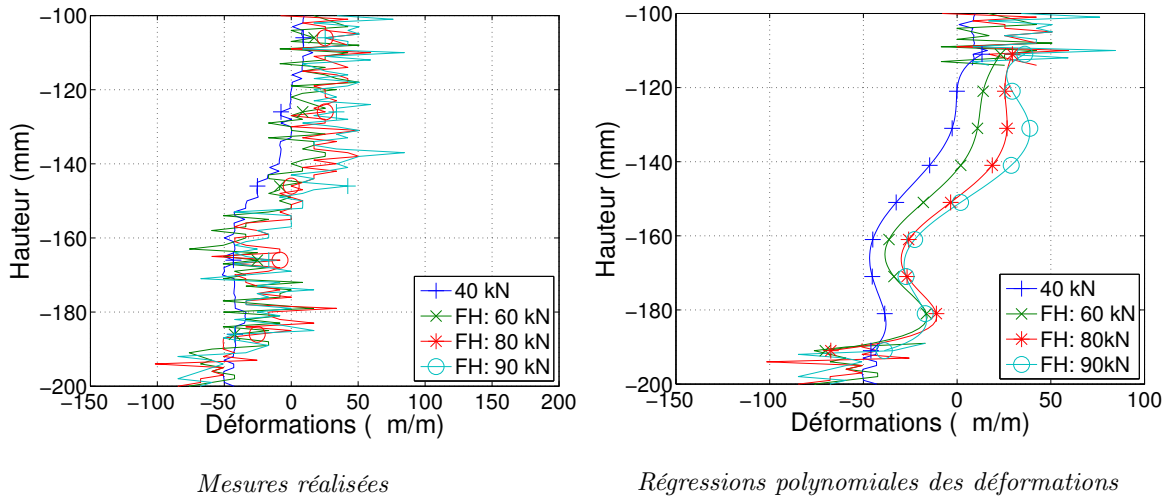 −100
−120
−140
−160
−180
−200
Hauteur (mm)
−150 −100 −50 0 50 100 150 200
Déformations ( m/m)
40 kN
FH: 60 kN
FH: 80 kN
FH: 90 kN
Mesures réalisées
−100
−120
−140
−160
−180
−200
Hauteur (mm)
−150 −100 −50 0 50 100
Déformations ( m/m)
40 kN
FH: 60 kN
FH: 80kN
FH: 90kN
Régressions polynomiales des déformations